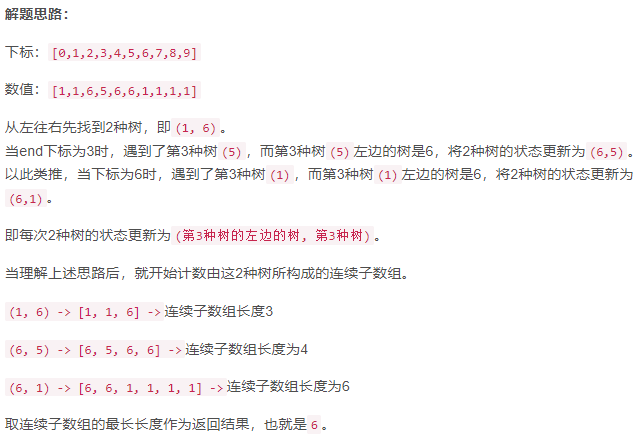 解题思路：
下标：[0,1,2,3,4,5,6,7,8,9]
数值：[1,1,6,5,6,6,1,1,1,1]
从左往右先找到2种树，即(1, 6)。
当end下标为3时，遇到了第3种树(5)，而第3种树(5)左边的树是6，将2种树的状态更新为(6,5)。
以此类推，当下标为6时，遇到了第3种树(1)，而第3种树(1)左边的树是6，将2种树的状态更新为
(6,1)。
即每次2种树的状态更新为(第3种树的左边的树, 第3种树)。
当理解上述思路后，就开始计数由这2种树所构成的连续子数组。
(1, 6) -> [1, 1, 6] ->连续子数组长度3
(6, 5) -> [6, 5, 6, 6] ->连续子数组长度为4
(6, 1) -> [6, 6, 1, 1, 1, 1] ->连续子数组长度为6
取连续子数组的最长长度作为返回结果，也就是6。